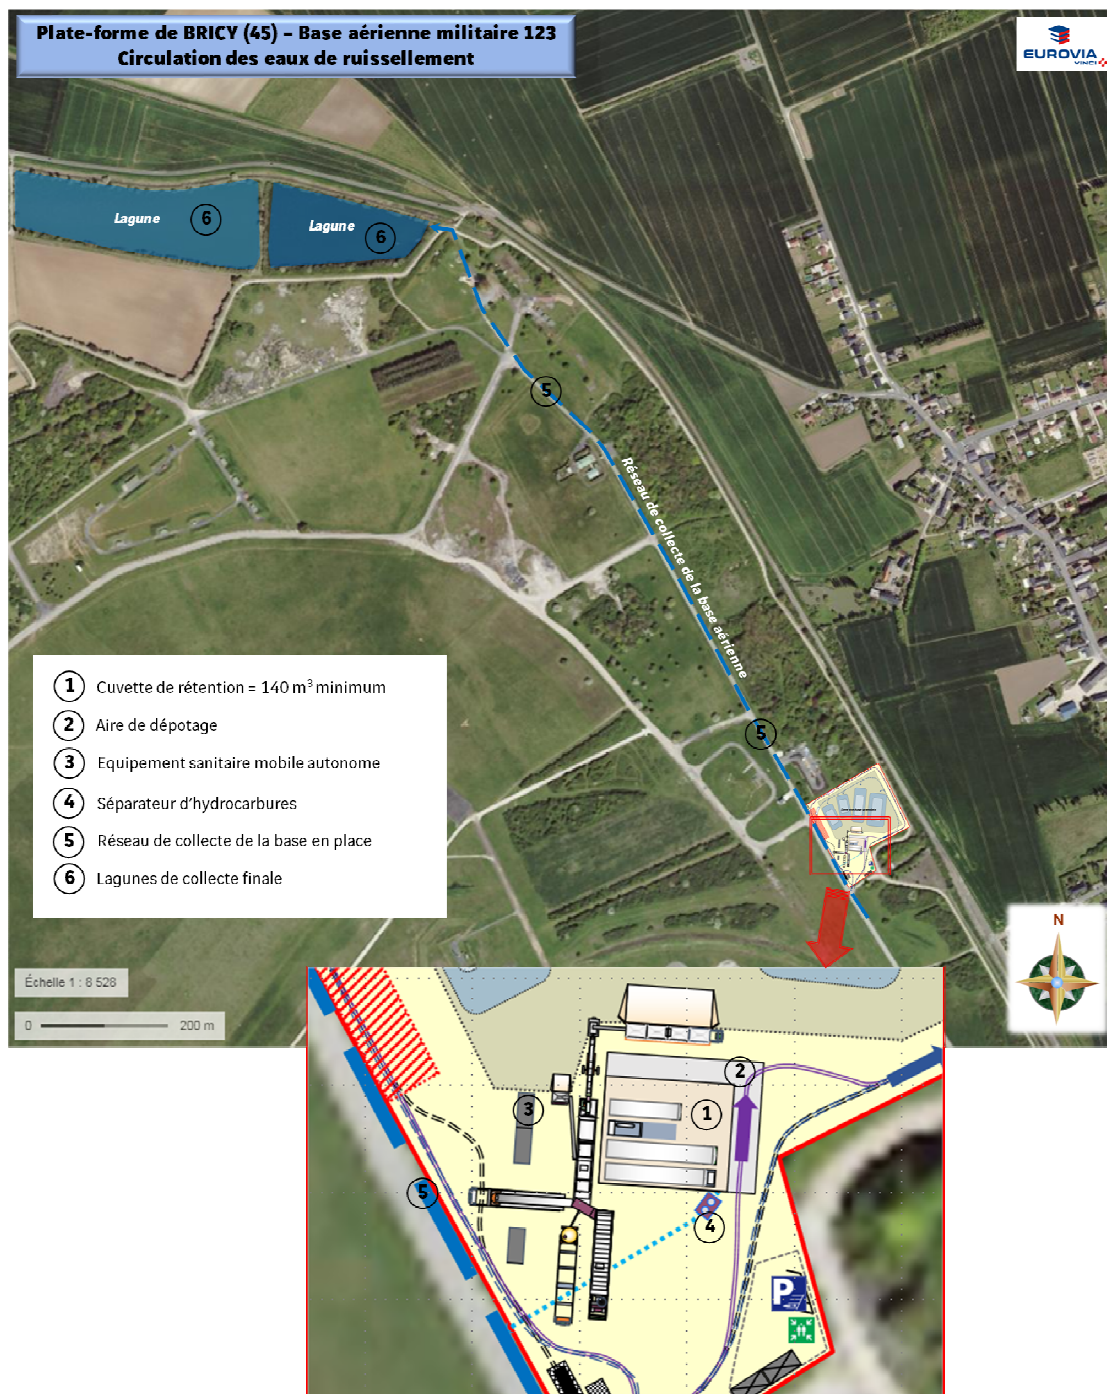 Plate-forme de BRICY (45) – Base aérienne militaire 123
Circulation des eaux de ruissellement
EUROVIA
VINCI
Lagune
6
Lagune
6
5
Réseau de collecte de la base aérienne
5
1 Cuvette de rétention = 140 m³ minimum
2 Aire de dépotage
3 Equipement sanitaire mobile autonome
4 Séparateur d'hydrocarbures
5 Réseau de collecte de la base en place
6 Lagunes de collecte finale
N
Échelle 1 : 8 528
0 200 m
2
3
1
5
4
P